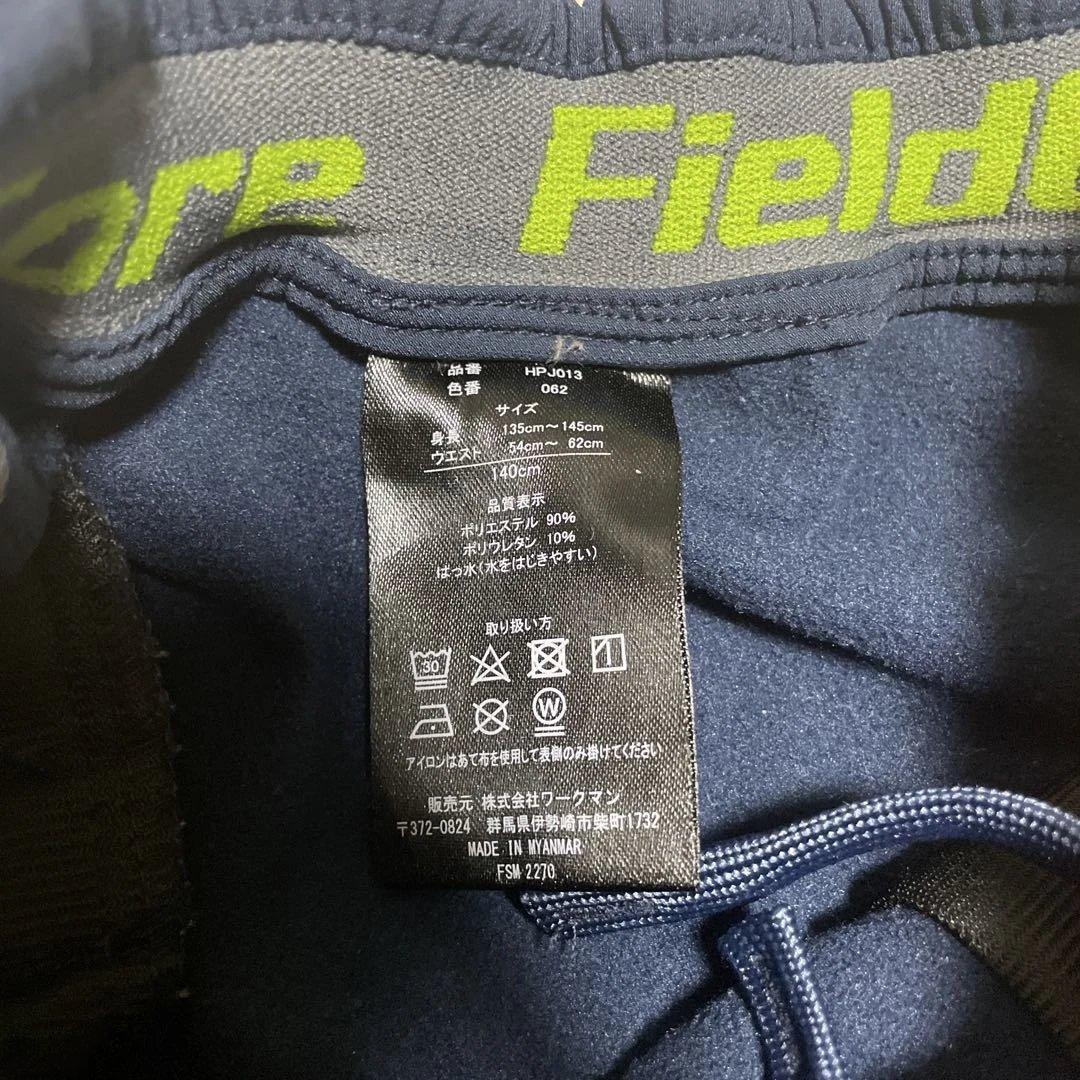 Core FieldC
品番 HPJ013
色番 062
サイズ
身長 135cm～145cm
ウエスト 54cm～ 62cm
140cm
品質表示
ポリエステル 90%
ポリウレタン 10%
はっ水(水をはじきやすい)
取り扱い方
30
W
アイロンはあて布を使用して表側のみ掛けてください
販売元 株式会社ワークマン
〒372-0824 群馬県伊勢崎市柴町1732
MADE IN MYANMAR
FSM 2270